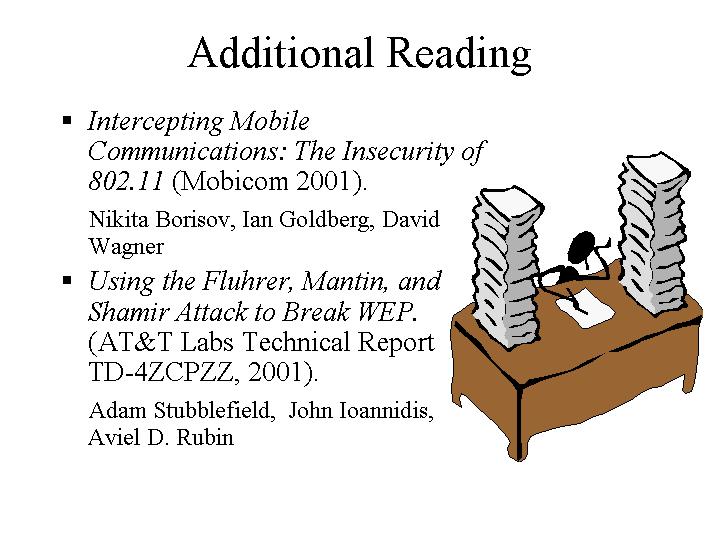 Additional Reading
▪ Intercepting Mobile
Communications: The Insecurity of
802.11 (Mobicom 2001).
Nikita Borisov, Ian Goldberg, David
Wagner
▪ Using the Fluhrer, Mantin, and
Shamir Attack to Break WEP.
(AT&T Labs Technical Report
TD-4ZCPZZ, 2001).
Adam Stubblefield, John Ioannidis,
Aviel D. Rubin